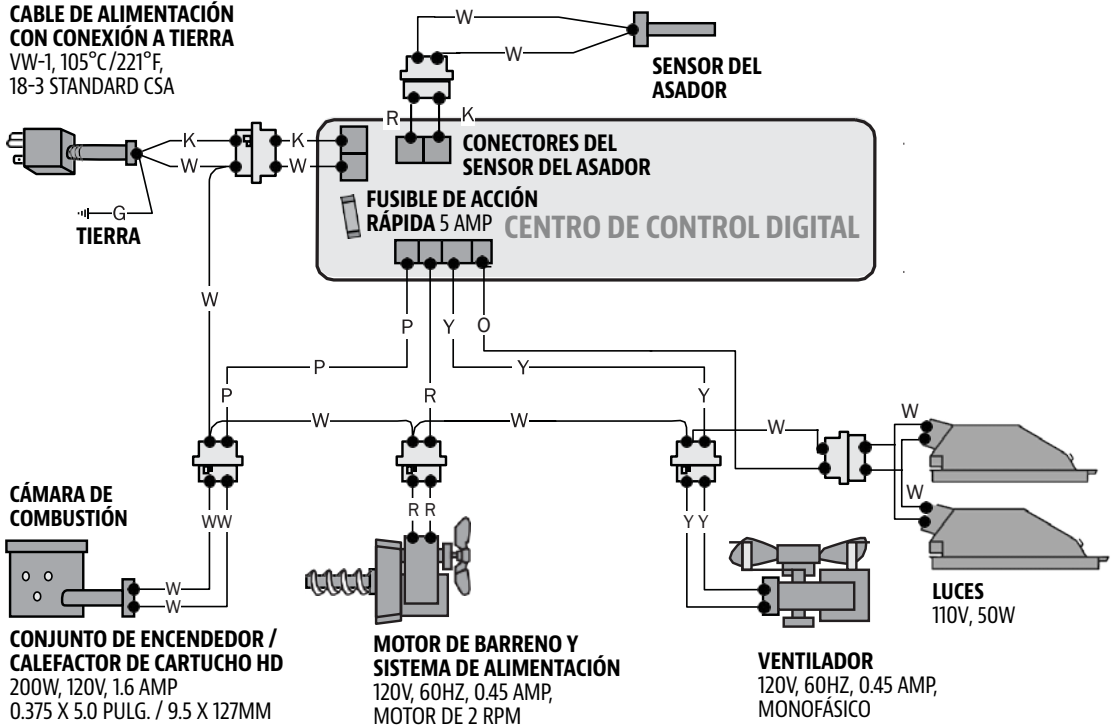 CABLE DE ALIMENTACIÓN
CON CONEXIÓN A TIERRA
VW-1, 105°C/221°F,
18-3 STANDARD CSA
W
W
SENSOR DEL
ASADOR
R
K
K
K
W
W
G
TIERRA
CONECTORES DEL
SENSOR DEL ASADOR
FUSIBLE DE ACCIÓN
RÁPIDA 5 AMP
CENTRO DE CONTROL DIGITAL
W
P
Y
O
P
Y
P
R
Y
W
W
W
W
W
CÁMARA DE
COMBUSTIÓN
WW
R R
Y Y
W
W
CONJUNTO DE ENCENDEDOR /
CALEFACTOR DE CARTUCHO HD
200W, 120V, 1.6 AMP
0.375 X 5.0 PULG. / 9.5 X 127MM
MOTOR DE BARRENO Y
SISTEMA DE ALIMENTACIÓN
120V, 60HZ, 0.45 AMP,
MOTOR DE 2 RPM
VENTILADOR
120V, 60HZ, 0.45 AMP,
MONOFÁSICO
LUCES
110V, 50W